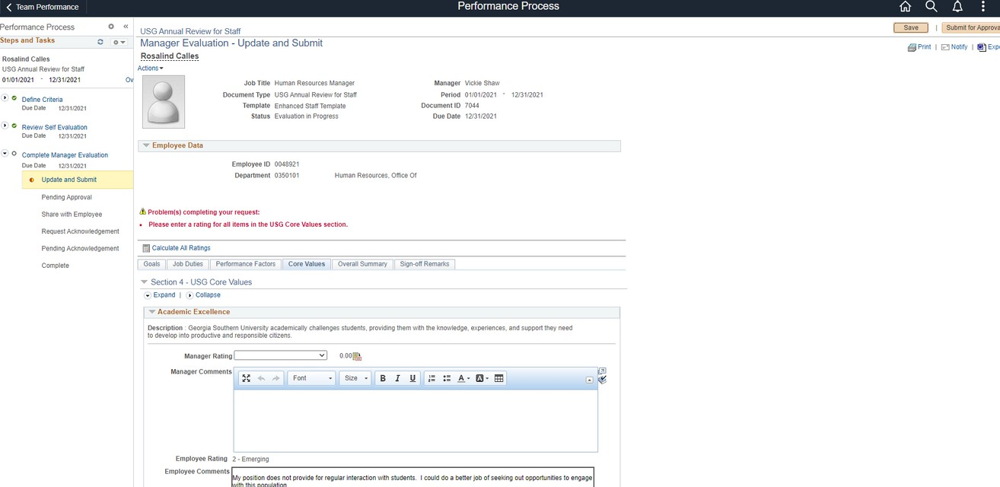 Team Performance
Performance Process
Performance Process
«
Steps and Tasks
Rosalind Calles
USG Annual Review for Staff
01/01/2021 - 12/31/2021 Ov
Define Criteria
Due Date 12/31/2021
Review Self Evaluation
Due Date 12/31/2021
Complete Manager Evaluation
Due Date 12/31/2021
Update and Submit
Pending Approval
Share with Employee
Request Acknowledgement
Pending Acknowledgement
Complete
USG Annual Review for Staff
Save | Submit for Approva
Manager Evaluation - Update and Submit
Print | Notify | Expo
Rosalind Calles
Actions
Job Title Human Resources Manager Manager Vickie Shaw
Document Type USG Annual Review for Staff Period 01/01/2021 - 12/31/2021
Template Enhanced Staff Template Document ID 7044
Status Evaluation in Progress Due Date 12/31/2021
Employee Data
Employee ID 0048921
Department 0350101 Human Resources, Office Of
Problem(s) completing your request:
• Please enter a rating for all items in the USG Core Values section.
Calculate All Ratings
Goals Job Duties Performance Factors Core Values Overall Summary Sign-off Remarks
Section 4 - USG Core Values
Expand | Collapse
Academic Excellence
Description : Georgia Southern University academically challenges students, providing them with the knowledge, experiences, and support they need
to develop into productive and responsible citizens.
Manager Rating 0.00
Manager Comments
Font Size B I U A A
Employee Rating 2 - Emerging
Employee Comments
My position does not provide for regular interaction with students. I could do a better job of seeking out opportunities to engage
with this population